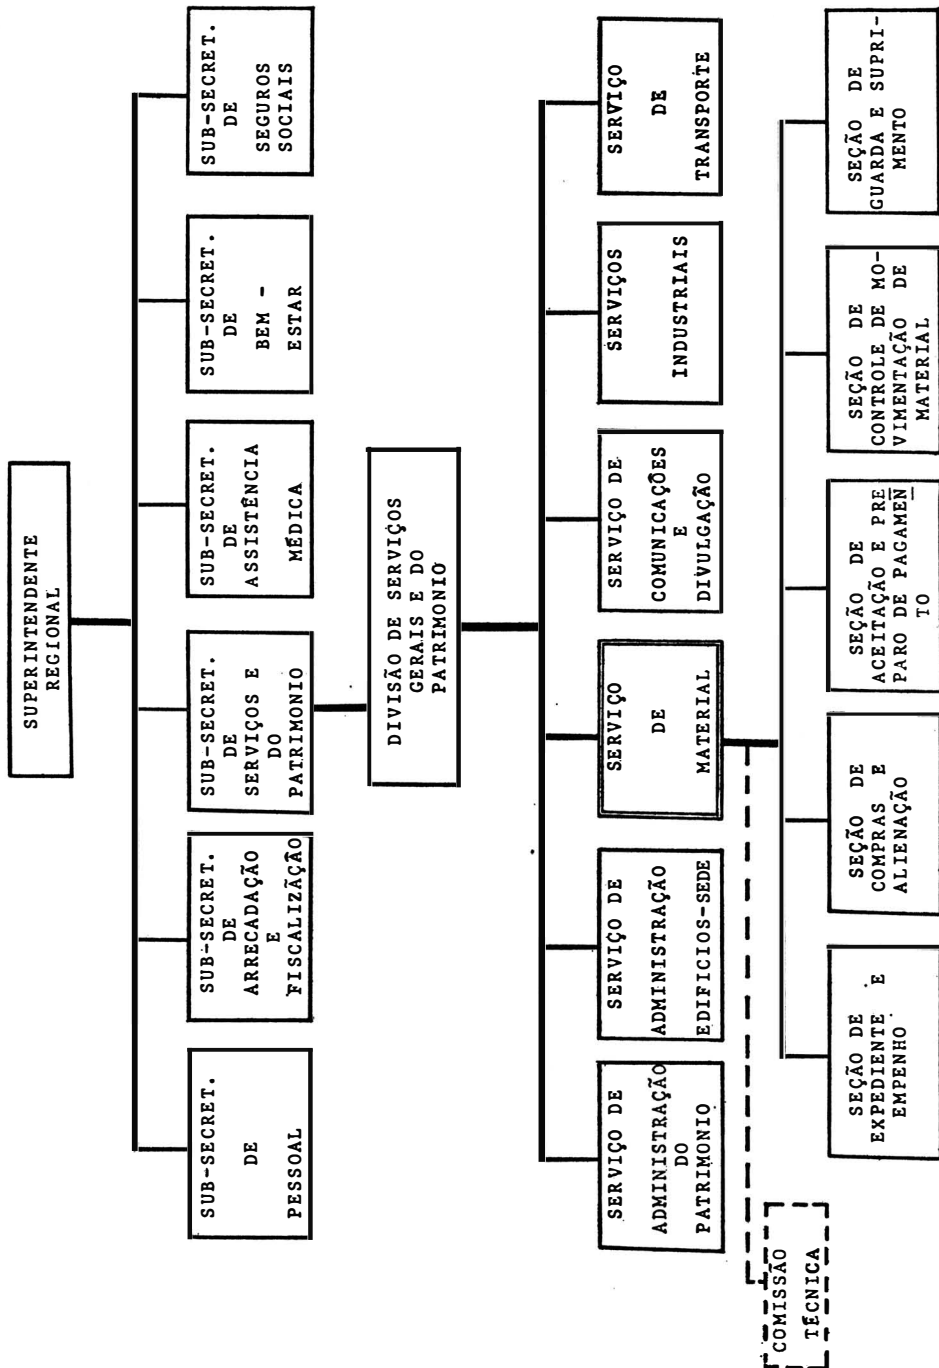 SUPERINTENDENTE
REGIONAL
SUB-SECRET.
DE
PESSOAL
SUB-SECRET.
DE
ARRECADAÇÃO
E
FISCALIZAÇÃO
SUB-SECRET.
DE
SERVIÇOS E
DO
PATRIMONIO
SUB-SECRET.
DE
ASSISTÊNCIA
MÉDICA
SUB-SECRET.
DE
BEM -
ESTAR
SUB-SECRET.
DE
SEGUROS
SOCIAIS
DIVISÃO DE SERVIÇOS
GERAIS E DO
PATRIMONIO
SERVIÇO DE
ADMINISTRAÇÃO
DO
PATRIMONIO
SERVIÇO DE
ADMINISTRAÇÃO
EDIFICIOS-SEDE
SERVIÇO
DE
MATERIAL
SERVIÇO DE
COMUNICAÇÕES
E
DIVULGAÇÃO
SERVIÇOS
INDUSTRIAIS
SERVIÇO
DE
TRANSPORTE
COMISSÃO
TÉCNICA
SEÇÃO DE
EXPEDIENTE E
EMPENHO
SEÇÃO DE
COMPRAS E
ALIENAÇÃO
SEÇÃO DE
ACEITAÇÃO E PRE
PARO DE PAGAMEN
TO
SEÇÃO DE
CONTROLE DE MO-
VIMENTAÇÃO DE
MATERIAL
SEÇÃO DE
GUARDA E SUPRI-
MENTO